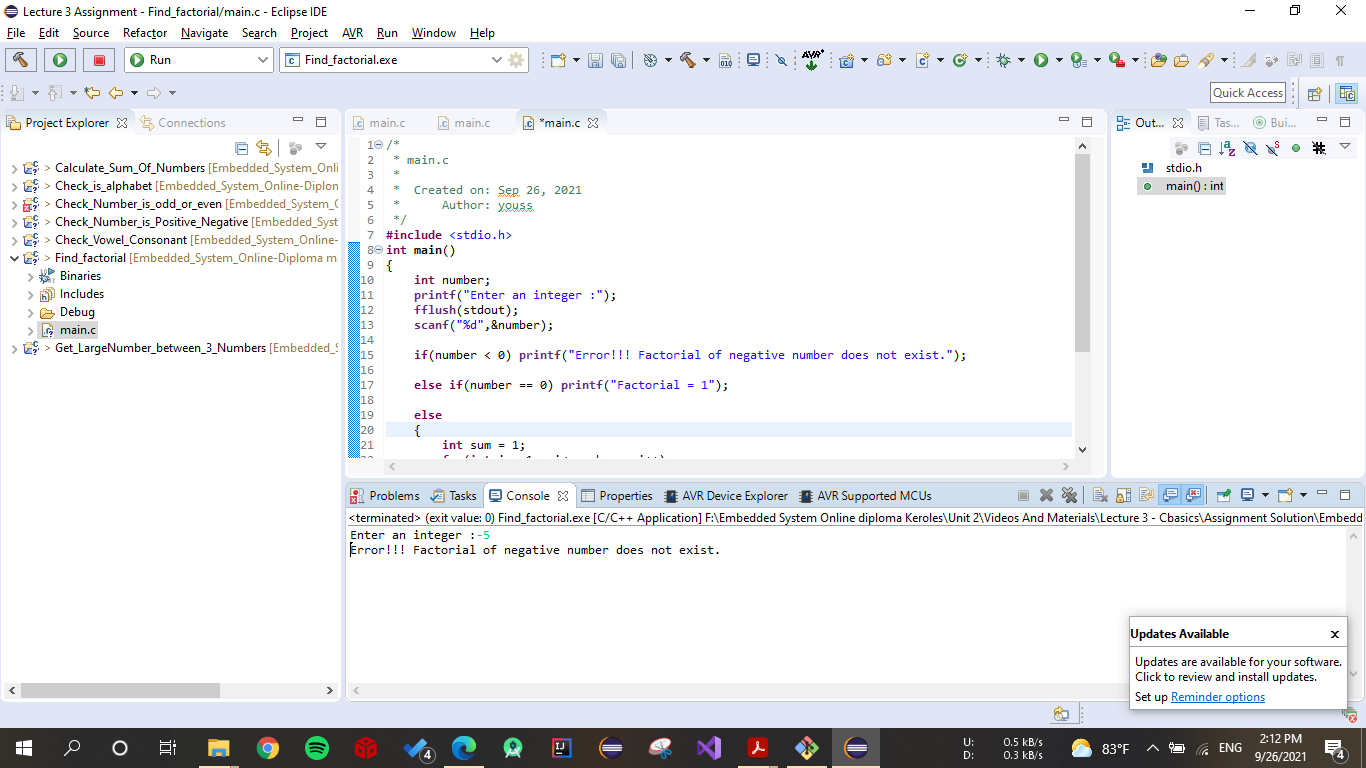 Lecture 3 Assignment - Find_factorial/main.c - Eclipse IDE
File Edit Source Refactor Navigate Search Project AVR Run Window Help
Run Find_factorial.exe
AVR
010
Quick Access
Project Explorer Connections
main.c main.c *main.c
Out... Tas... Bui...
> Calculate_Sum_Of_Numbers [Embedded_System_Onli
> Check_is_alphabet [Embedded_System_Online-Diplon
> Check_Number_is_odd_or_even [Embedded_System_O
> Check_Number_is_Positive_Negative [Embedded_Syst
> Check_Vowel_Consonant [Embedded_System_Online-
> Find_factorial [Embedded_System_Online-Diploma m
Binaries
Includes
Debug
main.c
> Get_LargeNumber_between_3_Numbers [Embedded_S
1 /*
2 * main.c
3 *
4 * Created on: Sep 26, 2021
5 * Author: youss
6 */
7 #include <stdio.h>
8 int main()
9 {
10 int number;
11 printf("Enter an integer :");
12 fflush(stdout);
13 scanf("%d",&number);
14
15 if(number < 0) printf("Error!!! Factorial of negative number does not exist.");
16
17 else if(number == 0) printf("Factorial = 1");
18
19 else
20 {
21 int sum = 1;
stdio.h
main() : int
Problems Tasks Console Properties AVR Device Explorer AVR Supported MCUs
<terminated> (exit value: 0) Find_factorial.exe [C/C++ Application] F:\Embedded System Online diploma Keroles\Unit 2\Videos And Materials\Lecture 3 - Cbasics\Assignment Solution\Embedd
Enter an integer :-5
Error!!! Factorial of negative number does not exist.
Updates Available x
Updates are available for your software.
Click to review and install updates.
Set up Reminder options
4
U: 0.5 kB/s
D: 0.3 kB/s
83°F
ENG
2:12 PM
9/26/2021
4